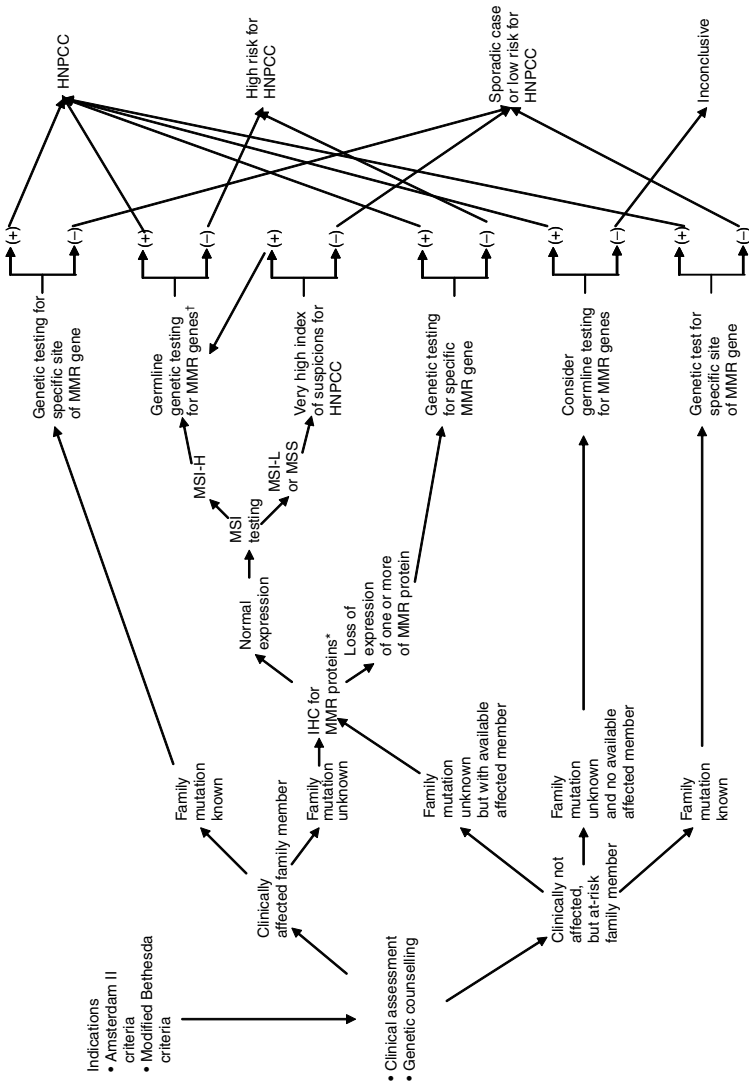 Indications
• Amsterdam II
criteria
• Modified Bethesda
criteria
• Clinical assessment
• Genetic counselling
Clinically
affected family member
Clinically not
affected,
but at-risk
family member
Family
mutation
known
Family
mutation
unknown
Family
mutation
unknown
but with available
affected member
Family
mutation
unknown
and no available
affected member
Family
mutation
known
IHC for
MMR proteins*
Normal
expression
Loss of
expression
of one or more
of MMR protein
MSI
testing
MSI-H
MSI-L
or MSS
Genetic testing for
specific site
of MMR gene
Germline
genetic testing
for MMR genes†
Very high index
of suspicions for
HNPCC
Genetic testing
for specific
MMR gene
Consider
germline testing
for MMR genes
Genetic test for
specific site
of MMR gene
(+)
(–)
(+)
(–)
(+)
(–)
(+)
(–)
(+)
(–)
(+)
(–)
HNPCC
High risk for
HNPCC
Sporadic case
or low risk for
HNPCC
Inconclusive